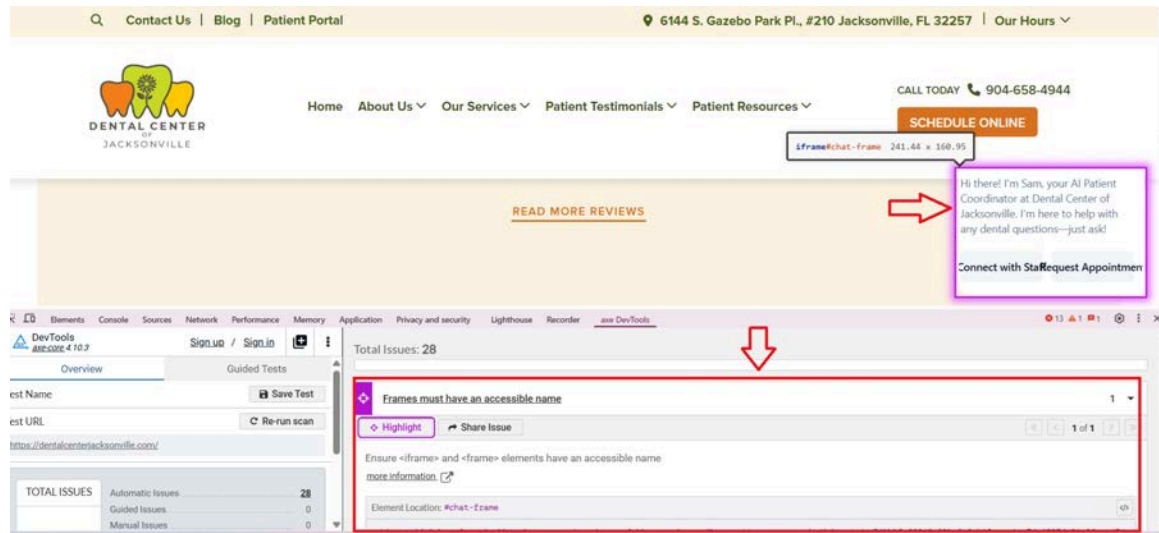 Contact Us | Blog | Patient Portal
6144 S. Gazebo Park Pl., #210 Jacksonville, FL 32257 | Our Hours
DENTAL CENTER
OF
JACKSONVILLE
Home About Us Our Services Patient Testimonials Patient Resources
CALL TODAY 904-658-4944
SCHEDULE ONLINE
iframe#chat-frame 241.44 x 160.95
Hi there! I'm Sam, your AI Patient
Coordinator at Dental Center of
Jacksonville. I'm here to help with
any dental questions—just ask!
READ MORE REVIEWS
Connect with Staf Request Appointmen
Elements Console Sources Network Performance Memory Application Privacy and security Lighthouse Recorder axe DevTools
13 1 1
DevTools
axe-core 4.10.3
Sign up / Sign in
Overview Guided Tests
est Name Save Test
est URL Re-run scan
https://dentalcenterjacksonville.com/
TOTAL ISSUES
Automatic Issues 28
Guided Issues 0
Manual Issues 0
Total Issues: 28
Frames must have an accessible name 1
Highlight Share Issue 1 of 1
Ensure <iframe> and <frame> elements have an accessible name
more information
Element Location: #chat-frame </>